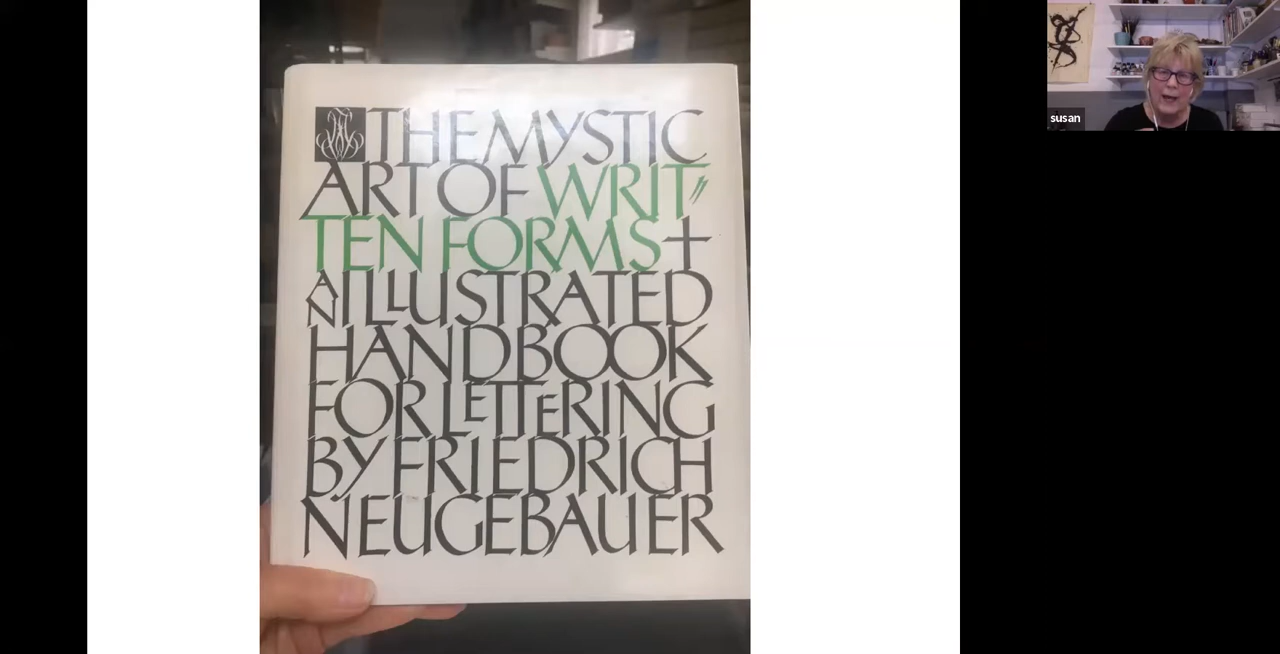 THE MYSTIC
ART OF WRIT
TEN FORMS +
AN ILLUSTRATED
HANDBOOK
FOR LETTERING
BY FRIEDRICH
NEUGEBAUER
susan